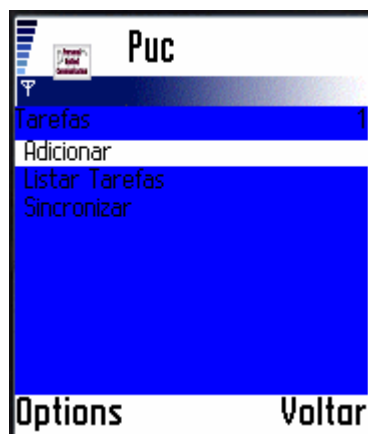 Puc
Tarefas 1
Adicionar
Listar Tarefas
Sincronizar
Options Voltar